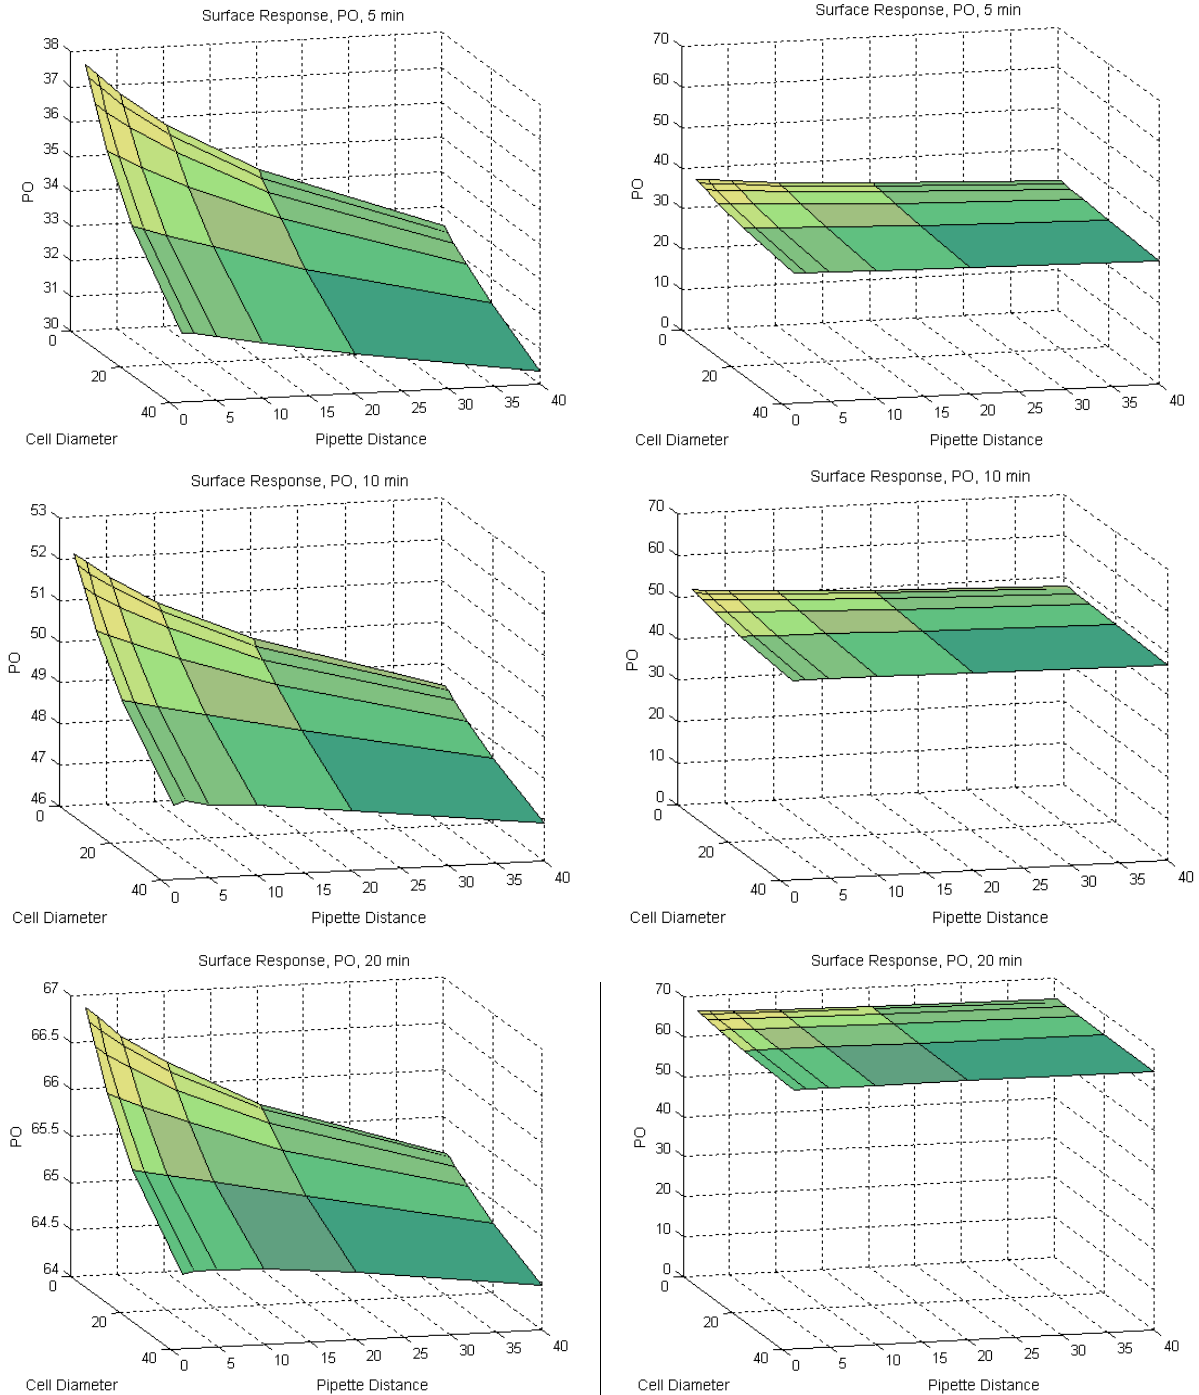 Surface Response, PO, 5 min
38
37
36
35
34
33
32
31
30
PO
0
20
40
Cell Diameter
0 5 10 15 20 25 30 35 40
Pipette Distance
Surface Response, PO, 5 min
70
60
50
40
30
20
10
0
PO
0
20
40
Cell Diameter
0 5 10 15 20 25 30 35 40
Pipette Distance
Surface Response, PO, 10 min
53
52
51
50
49
48
47
46
PO
0
20
40
Cell Diameter
0 5 10 15 20 25 30 35 40
Pipette Distance
Surface Response, PO, 10 min
70
60
50
40
30
20
10
0
PO
0
20
40
Cell Diameter
0 5 10 15 20 25 30 35 40
Pipette Distance
Surface Response, PO, 20 min
67
66.5
66
65.5
65
64.5
64
PO
0
20
40
Cell Diameter
0 5 10 15 20 25 30 35 40
Pipette Distance
Surface Response, PO, 20 min
70
60
50
40
30
20
10
0
PO
0
20
40
Cell Diameter
0 5 10 15 20 25 30 35 40
Pipette Distance